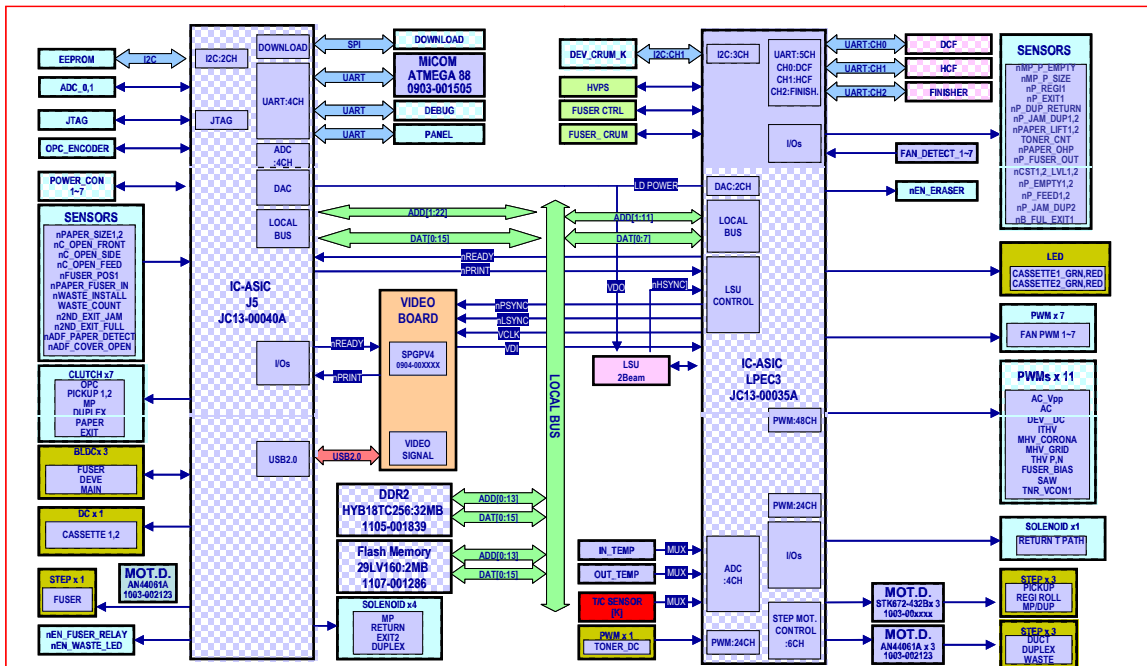 EEPROM
I2C
ADC_0,1
JTAG
OPC_ENCODER
POWER_CON
1~7
SENSORS
nPAPER_SIZE1,2
nC_OPEN_FRONT
nC_OPEN_SIDE
nC_OPEN_FEED
nFUSER_POS1
nPAPER_FUSER_IN
nWASTE_INSTALL
WASTE_COUNT
n2ND_EXIT_JAM
n2ND_EXIT_FULL
nADF_PAPER_DETECT
nADF_COVER_OPEN
CLUTCH x7
OPC
PICKUP 1,2
MP
DUPLEX
PAPER
EXIT
BLDCx 3
FUSER
DEVE
MAIN
DC x 1
CASSETTE 1,2
STEP x 1
FUSER
MOT.D.
AN44061A
1003-002123
nEN_FUSER_RELAY
nEN_WASTE_LED
I2C:2CH
JTAG
DOWNLOAD
UART:4CH
ADC
:4CH
DAC
LOCAL
BUS
IC-ASIC
J5
JC13-00040A
I/Os
USB2.0
SPI
UART
UART
UART
DOWNLOAD
MICOM
ATMEGA 88
0903-001505
DEBUG
PANEL
ADD[1:22]
DAT[0:15]
nREADY
nPRINT
LD POWER
ADD[1:11]
DAT[0:7]
VDO
nHSYNC1
nPSYNC
nLSYNC
VCLK
VDI
nREADY
nPRINT
USB2.0
VIDEO
BOARD
SPGPV4
0904-00XXXX
VIDEO
SIGNAL
LSU
2Beam
LOCAL BUS
DDR2
HYB18TC256:32MB
1105-001839
ADD[0:13]
DAT[0:15]
Flash Memory
29LV160:2MB
1107-001286
ADD[0:13]
DAT[0:15]
SOLENOID x4
MP
RETURN
EXIT2
DUPLEX
DEV_CRUM_K
I2C:CH1
HVPS
FUSER CTRL
FUSER_ CRUM
I2C:3CH
UART:5CH
CH0:DCF
CH1:HCF
CH2:FINISH.
I/Os
DAC:2CH
LOCAL
BUS
LSU
CONTROL
IC-ASIC
LPEC3
JC13-00035A
PWM:48CH
PWM:24CH
I/Os
ADC
:4CH
STEP MOT.
CONTROL
:6CH
PWM:24CH
IN_TEMP
MUX
OUT_TEMP
MUX
T/C SENSOR
(K)
MUX
PWM x 1
TONER_DC
UART:CH0
UART:CH1
UART:CH2
DCF
HCF
FINISHER
FAN_DETECT_1~7
nEN_ERASER
SENSORS
nMP_P_EMPTY
nMP_P_SIZE
nP_REGI1
nP_EXIT1
nP_DUP_RETURN
nP_JAM_DUP1,2
nPAPER_LIFT1,2
TONER_CNT
nPAPER_OHP
nP_FUSER_OUT
nCST1,2_LVL1,2
nP_EMPTY1,2
nP_FEED1,2
nP_JAM_DUP2
nB_FUL_EXIT1
LED
CASSETTE1_GRN,RED
CASSETTE2_GRN,RED
PWM x 7
FAN PWM 1~7
PWMs x 11
AC_Vpp
AC
DEV_DC
ITHV
MHV_CORONA
MHV_GRID
THV P,N
FUSER_BIAS
SAW
TNR_VCON1
SOLENOID x1
RETURN T PATH
MOT.D.
STK672-432Bx 3
1003-00xxxx
STEP x 3
PICKUP
REGI ROLL
MP/DUP
MOT.D.
AN44061A x 3
1003-002123
STEP x 3
DUCT
DUPLEX
WASTE